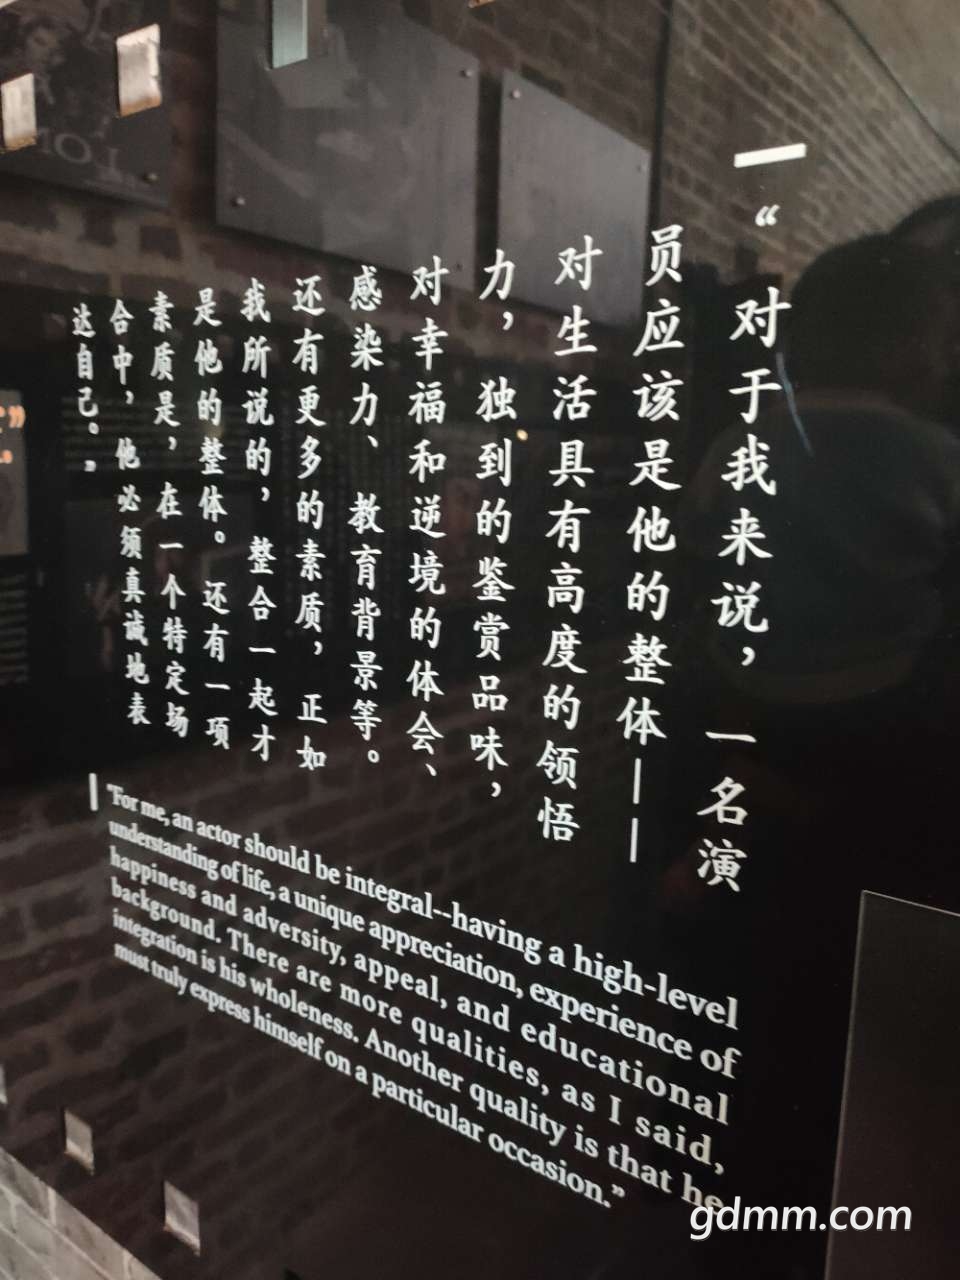 “对于我来说，一名演
员应该是他的整体——
对生活具有高度的领悟
力，独到的鉴赏品味，
对幸福和逆境的体会、
感染力、教育背景等。
还有更多的素质，正如
我所说的，整合一起才
是他的整体。还有一项
素质是，在一个特定场
合中，他必须真诚地表
达自己。”
"For me, an actor should be integral--having a high-level
understanding of life, a unique appreciation, experience of
happiness and adversity, appeal, and educational
background. There are more qualities, as I said,
integration is his wholeness. Another quality is that he
must truly express himself on a particular occasion.”
gdmm.com